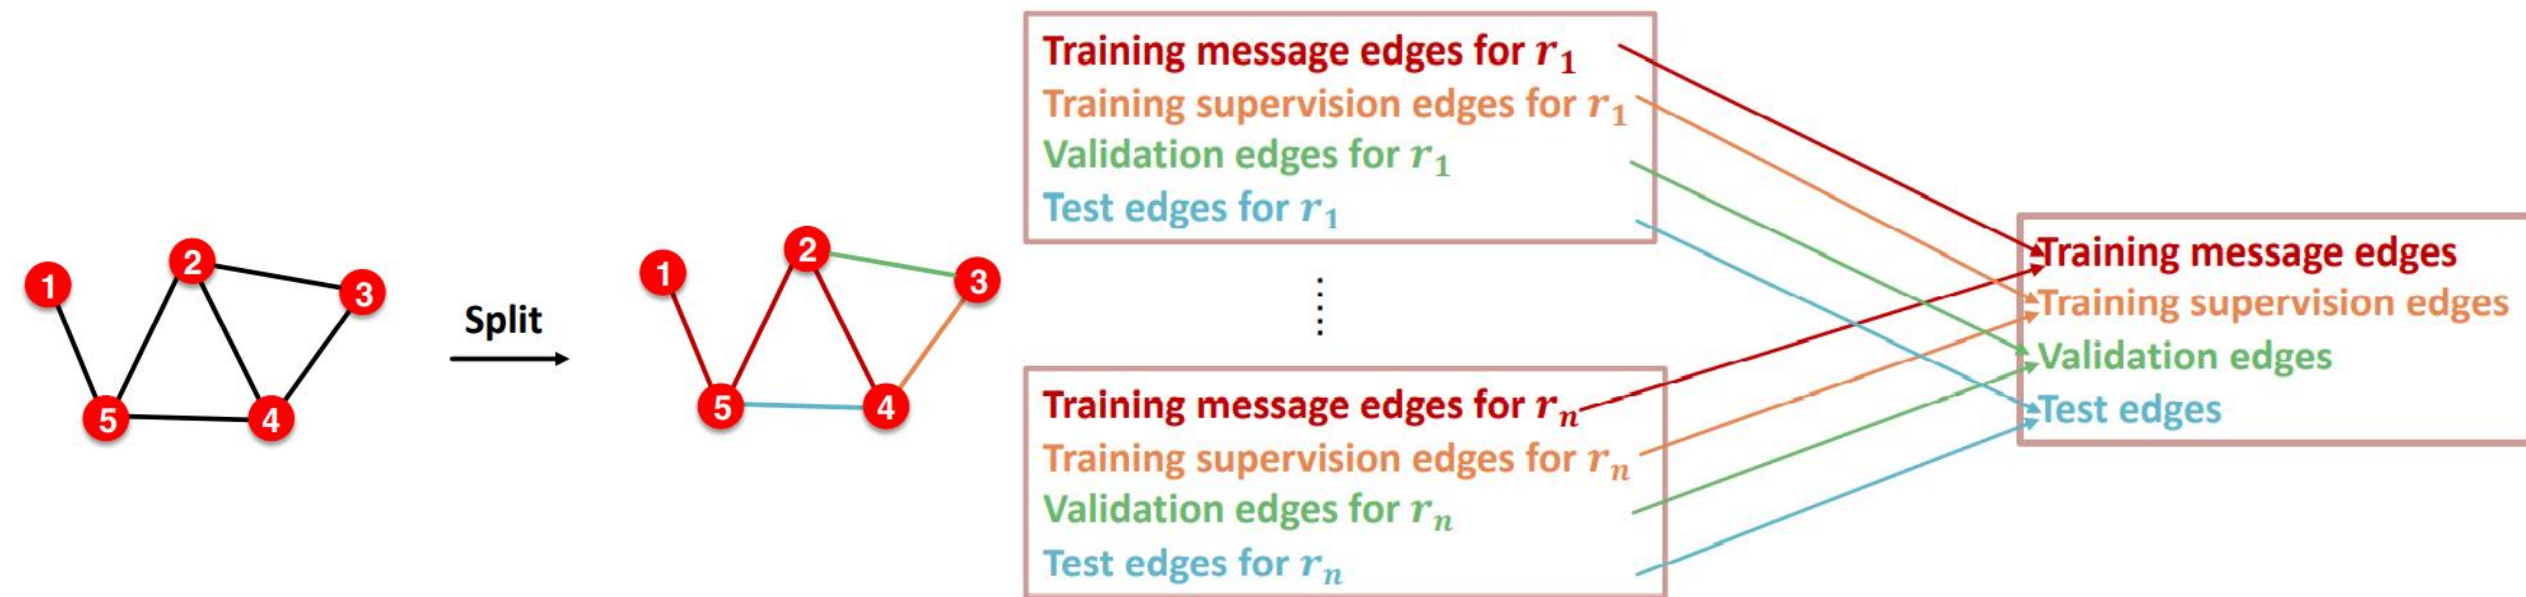 1
2
3
4
5
Split
1
2
3
4
5
Training message edges for r₁
Training supervision edges for r₁
Validation edges for r₁
Test edges for r₁
Training message edges for rₙ
Training supervision edges for rₙ
Validation edges for rₙ
Test edges for rₙ
Training message edges
Training supervision edges
Validation edges
Test edges